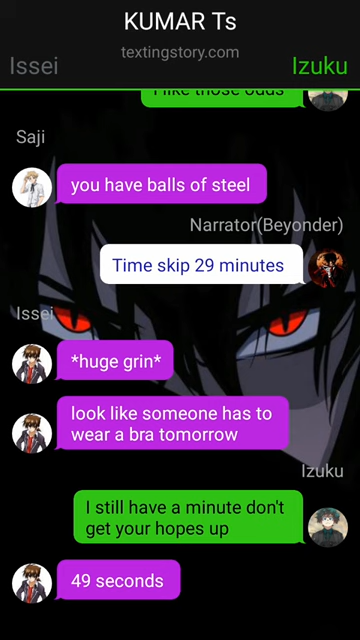 KUMAR Ts
textingstory.com
Issei
Izuku
I like those odds
Saji
you have balls of steel
Narrator(Beyonder)
Time skip 29 minutes
Issei
*huge grin*
look like someone has to
wear a bra tomorrow
Izuku
I still have a minute don't
get your hopes up
49 seconds